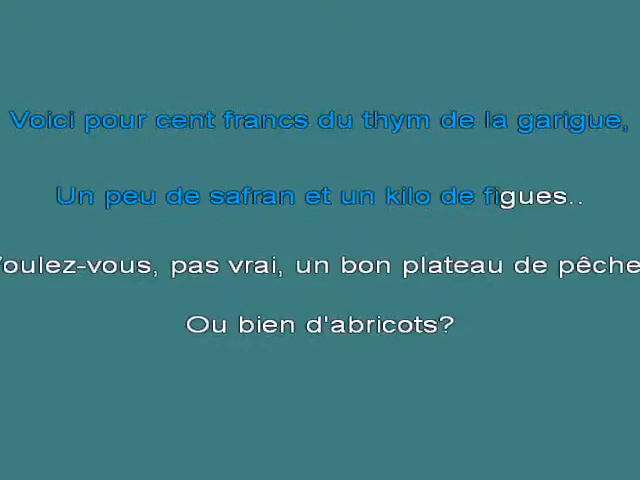 Voici pour cent francs du thym de la garigue,
Un peu de safran et un kilo de figues..
Voulez-vous, pas vrai, un bon plateau de pêche
Ou bien d'abricots?